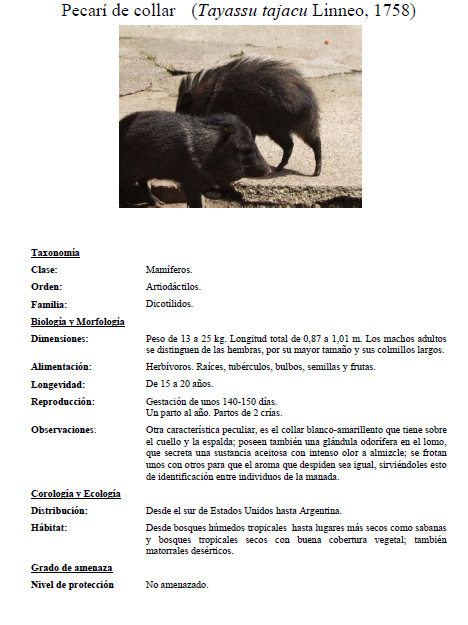 Pecarí de collar (Tayassu tajacu Linneo, 1758)
Taxonomía
Clase: Mamíferos.
Orden: Artiodáctilos.
Familia: Dicotílidos.
Biología y Morfología
Dimensiones: Peso de 13 a 25 kg. Longitud total de 0,87 a 1,01 m. Los machos adultos
se distinguen de las hembras, por su mayor tamaño y sus colmillos largos.
Alimentación: Herbívoros. Raíces, tubérculos, bulbos, semillas y frutas.
Longevidad: De 15 a 20 años.
Reproducción: Gestación de unos 140-150 días.
Un parto al año. Partos de 2 crías.
Observaciones: Otra característica peculiar, es el collar blanco-amarillento que tiene sobre
el cuello y la espalda; poseen también una glándula odorífera en el lomo,
que secreta una sustancia aceitosa con intenso olor a almizcle; se frotan
unos con otros para que el aroma que despiden sea igual, sirviéndoles esto
de identificación entre individuos de la manada.
Corología y Ecología
Distribución: Desde el sur de Estados Unidos hasta Argentina.
Hábitat: Desde bosques húmedos tropicales hasta lugares más secos como sabanas
y bosques tropicales secos con buena cobertura vegetal; también
matorrales desérticos.
Grado de amenaza
Nivel de protección No amenazado.